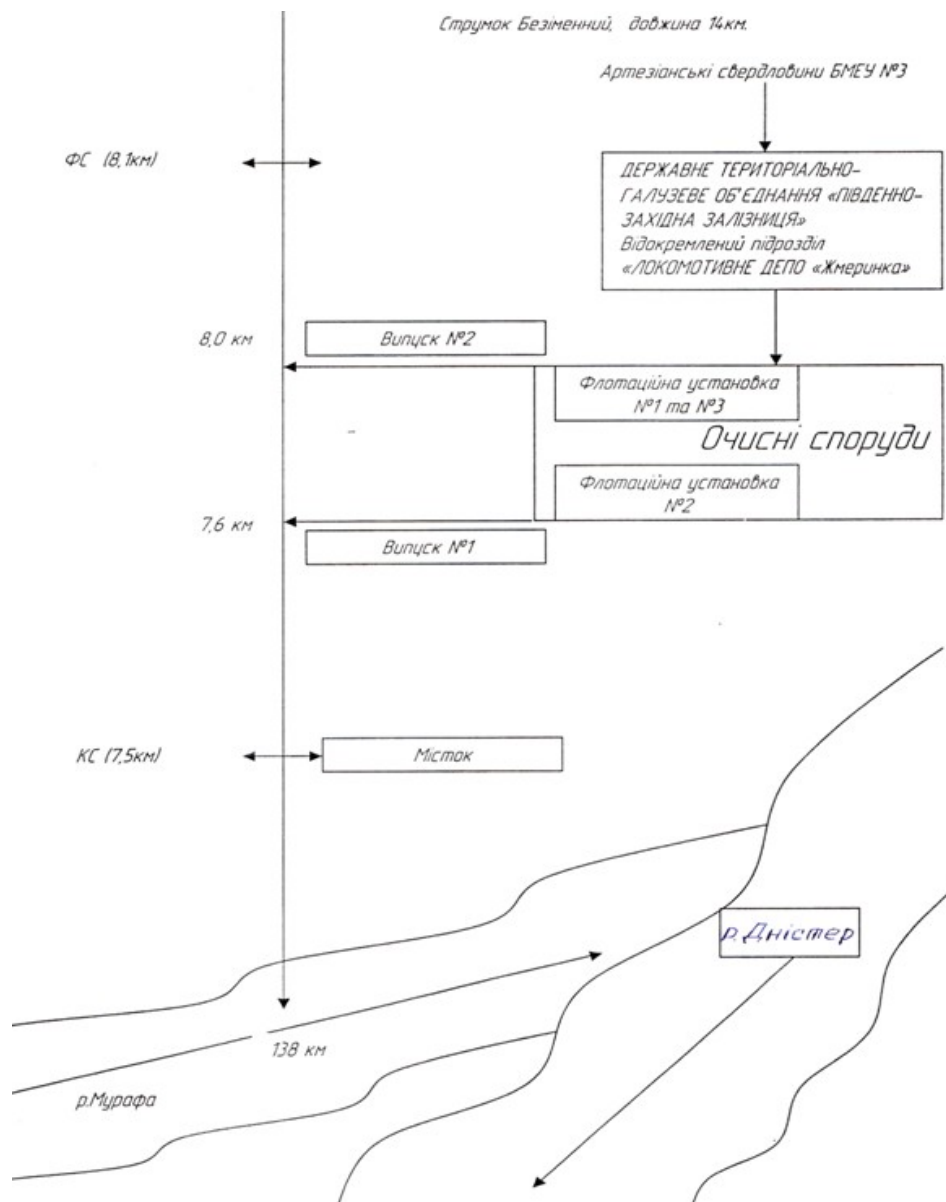 Струмок Безіменний, довжина 14км.
Артезіанські свердловини БМЕУ №3
ФС (8,1км)
ДЕРЖАВНЕ ТЕРИТОРІАЛЬНО-
ГАЛУЗЕВЕ ОБ'ЄДНАННЯ «ПІВДЕННО-
ЗАХІДНА ЗАЛІЗНИЦЯ»
Відокремлений підрозділ
«ЛОКОМОТИВНЕ ДЕПО «Жмеринка»
8,0 км
Випуск №2
Флотаційна установка
№1 та №3
Очисні споруди
Флотаційна установка
№2
7,6 км
Випуск №1
КС (7,5км)
Місток
р.Дністер
138 км
р.Мурафа